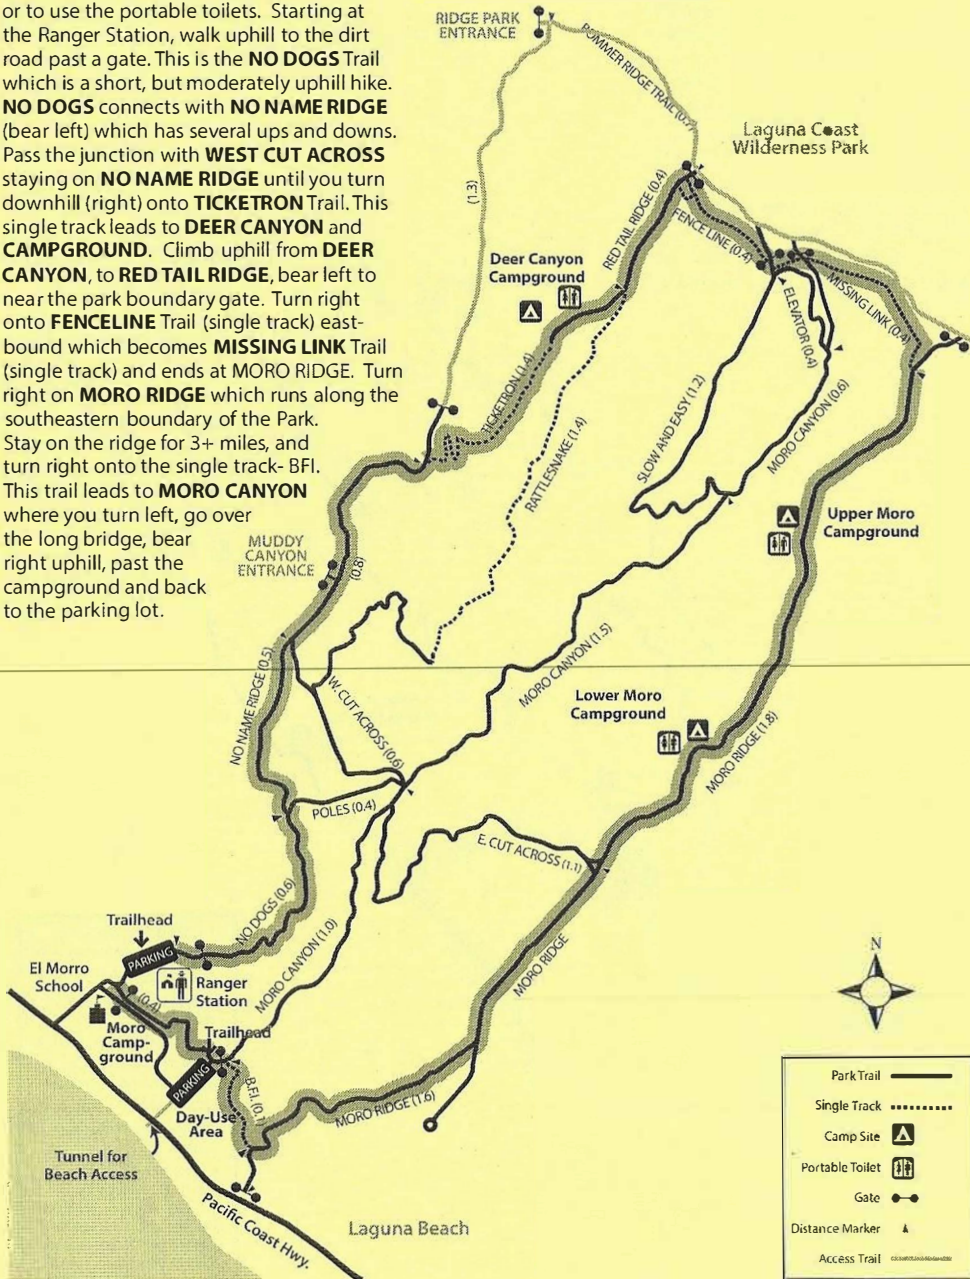 or to use the portable toilets. Starting at
the Ranger Station, walk uphill to the dirt
road past a gate. This is the NO DOGS Trail
which is a short, but moderately uphill hike.
NO DOGS connects with NO NAME RIDGE
(bear left) which has several ups and downs.
Pass the junction with WEST CUT ACROSS
staying on NO NAME RIDGE until you turn
downhill (right) onto TICKETRON Trail. This
single track leads to DEER CANYON and
CAMPGROUND. Climb uphill from DEER
CANYON, to RED TAIL RIDGE, bear left to
near the park boundary gate. Turn right
onto FENCELINE Trail (single track) east-
bound which becomes MISSING LINK Trail
(single track) and ends at MORO RIDGE. Turn
right on MORO RIDGE which runs along the
southeastern boundary of the Park.
Stay on the ridge for 3+ miles, and
turn right onto the single track- BFI.
This trail leads to MORO CANYON
where you turn left, go over
the long bridge, bear
right uphill, past the
campground and back
to the parking lot.
RIDGE PARK
ENTRANCE
BOMMER RIDGE TRAIL
Laguna Coast
Wilderness Park
(1.3)
RED TAIL RIDGE (0.4)
FENCE LINE (0.4)
Deer Canyon
Campground
ELEVATOR (0.4)
MISSING LINK (0.4)
TICKETRON (1.4)
RATTLESNAKE (1.4)
SLOW AND EASY (1.2)
MORO CANYON (0.6)
Upper Moro
Campground
MUDDY
CANYON
ENTRANCE
(0.8)
NO NAME RIDGE (0.5)
W. CUT ACROSS (0.6)
MORO CANYON (1.5)
Lower Moro
Campground
MORO RIDGE (1.8)
POLES (0.4)
E. CUT ACROSS (1.1)
NO DOGS (0.6)
MORO CANYON (1.0)
MORO RIDGE
Trailhead
PARKING
El Morro
School
Ranger
Station
(0.4)
Moro
Camp-
ground
Trailhead
PARKING
B.F.I. (0.1)
Day-Use
Area
MORO RIDGE (1.6)
Tunnel for
Beach Access
Pacific Coast Hwy.
Laguna Beach
N
Park Trail
Single Track
Camp Site
Portable Toilet
Gate
Distance Marker
Access Trail